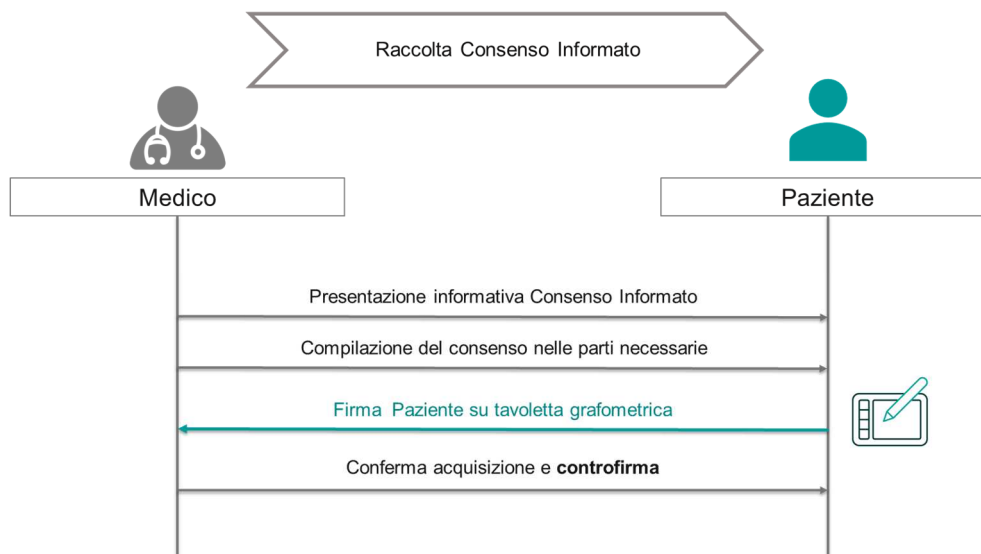 Raccolta Consenso Informato
Medico
Paziente
Presentazione informativa Consenso Informato
Compilazione del consenso nelle parti necessarie
Firma Paziente su tavoletta grafometrica
Conferma acquisizione e controfirma